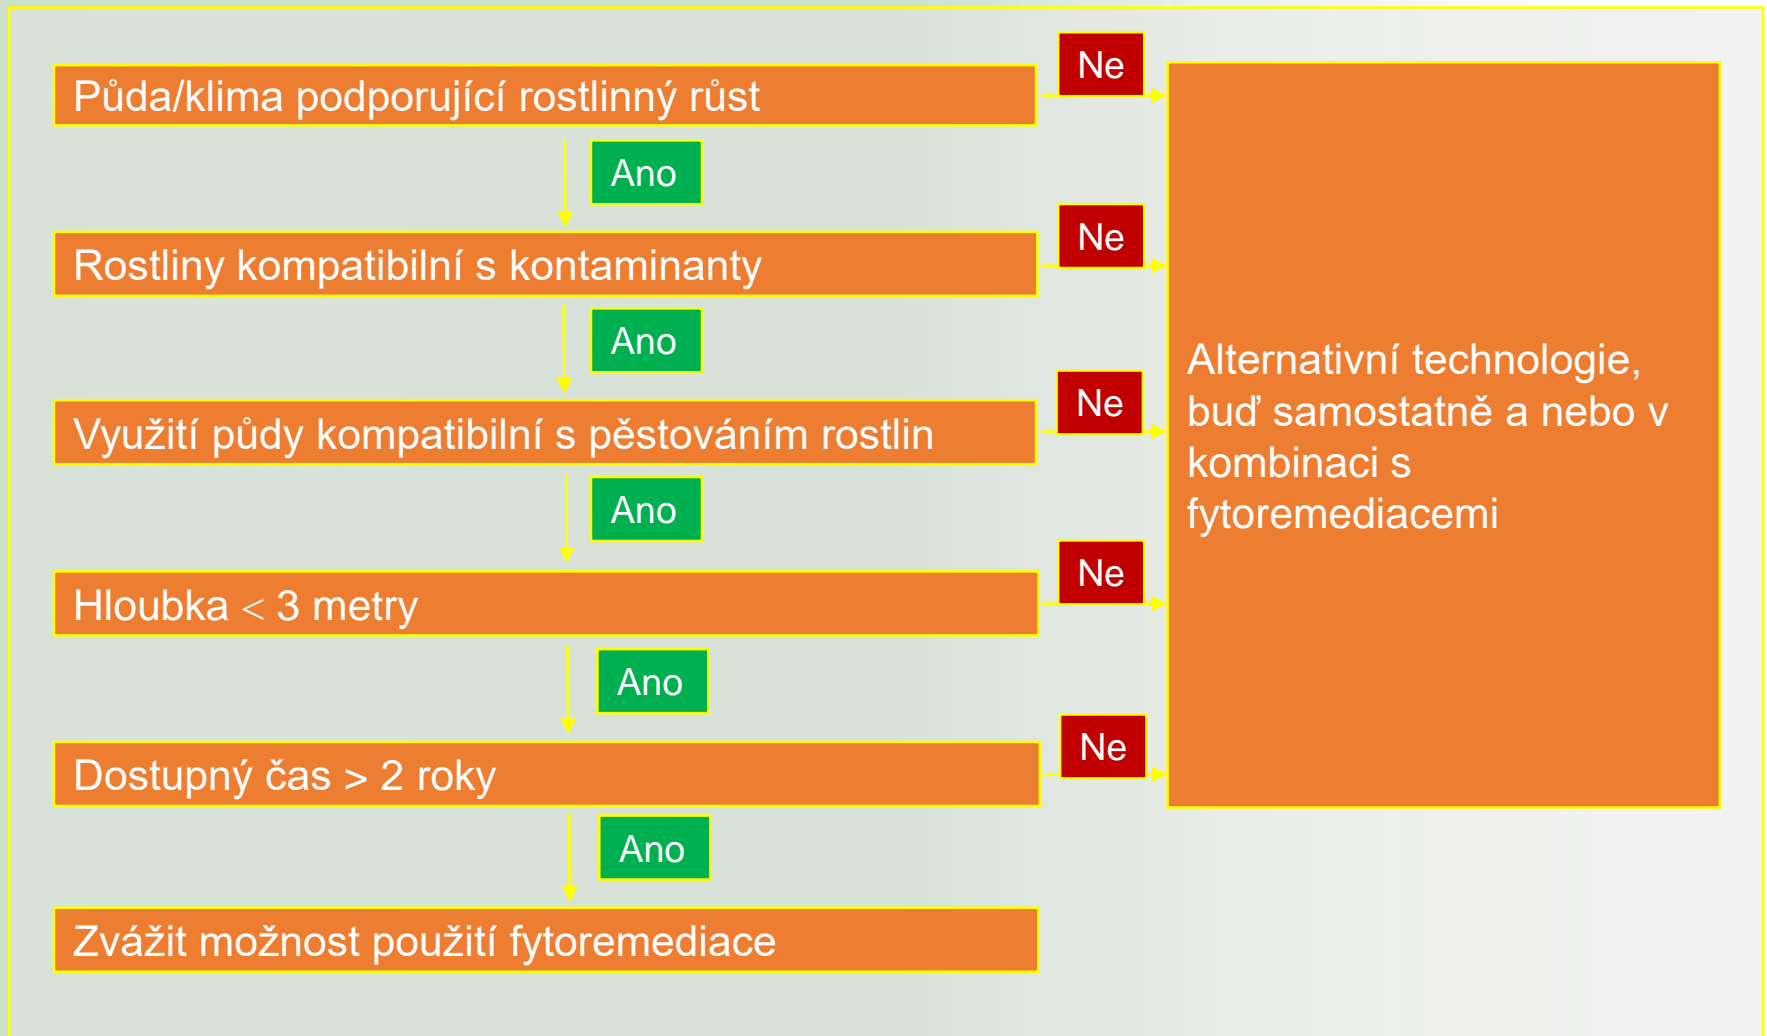 Půda/klima podporující rostlinný růst
Ne
Ano
Rostliny kompatibilní s kontaminanty
Ne
Ano
Využití půdy kompatibilní s pěstováním rostlin
Ne
Ano
Hloubka < 3 metry
Ne
Ano
Dostupný čas > 2 roky
Ne
Ano
Zvážit možnost použití fytoremediace
Alternativní technologie,
buď samostatně a nebo v
kombinaci s
fytoremediacemi